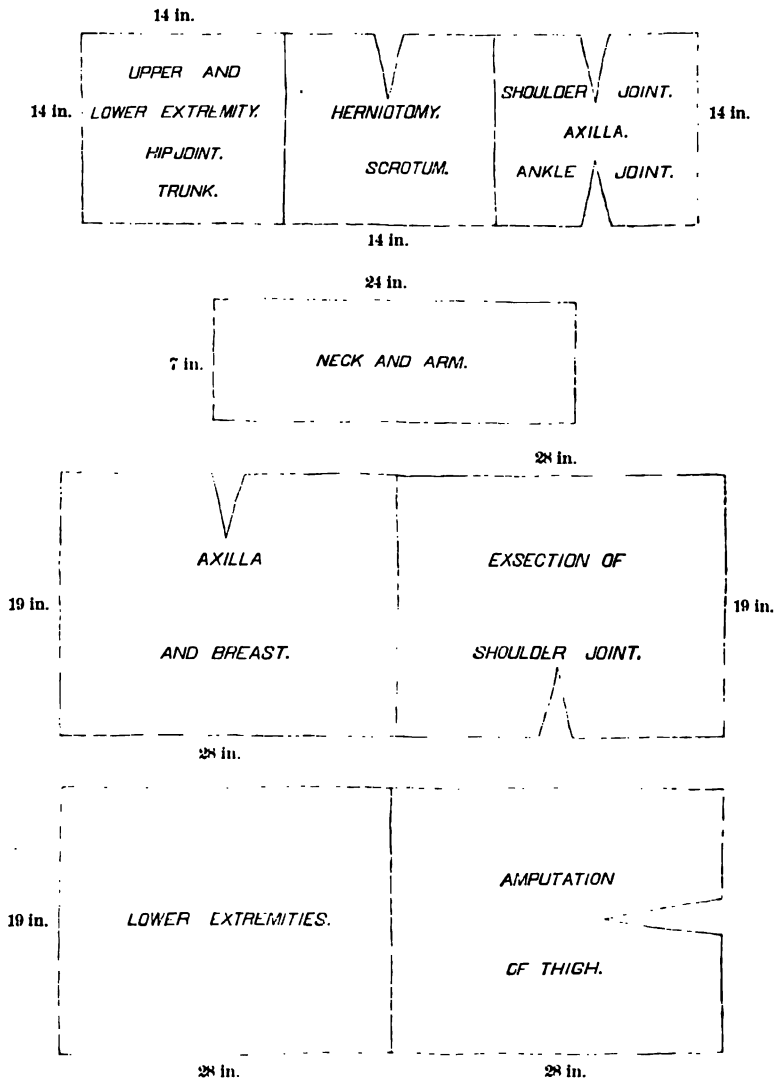 14 in.
14 in.
UPPER AND
LOWER EXTREMITY.
HIP JOINT.
TRUNK.
HERNIOTOMY.
SCROTUM.
SHOULDER JOINT.
AXILLA.
ANKLE JOINT.
14 in.
14 in.
24 in.
7 in.
NECK AND ARM.
28 in.
19 in.
AXILLA
AND BREAST.
EXSECTION OF
SHOULDER JOINT.
19 in.
28 in.
19 in.
LOWER EXTREMITIES.
AMPUTATION
OF THIGH.
28 in.
28 in.